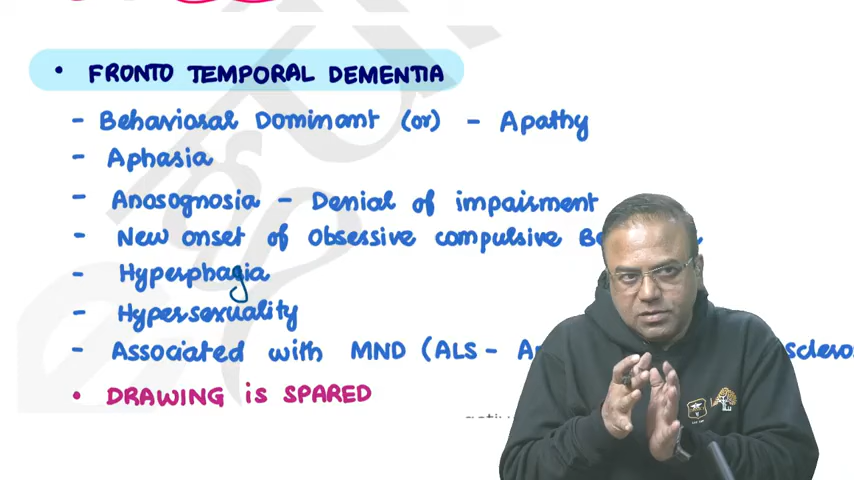 • FRONTO TEMPORAL DEMENTIA
- Behavioral Dominant (or) - Apathy
- Aphasia
- Anosognosia - Denial of impairment
- New onset of Obsessive compulsive
- Hyperphagia
- Hypersexuality
- Associated with MND (ALS -
• DRAWING iS SPARED